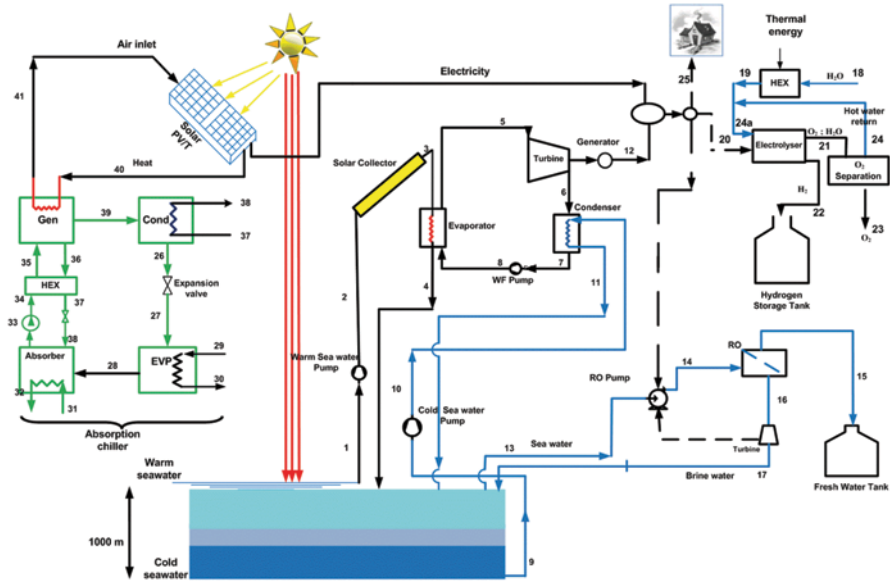 Air inlet
41
Solar
PV/T
Electricity
Heat
40
25
Thermal
energy
19
HEX
H₂O
18
Hot water
return
24a
24
20
Electrolyser
O₂ ; H₂O
21
O₂
Separation
H₂
22
23
O₂
Hydrogen
Storage Tank
Solar Collector
3
5
Turbine
Generator
12
6
Condenser
Evaporator
8
WF Pump
7
11
4
2
Gen
39
Cond
38
37
35
36
26
Expansion
valve
HEX
34
37
33
27
38
Absorber
28
EVP
29
30
32
31
Absorption
chiller
Warm Sea water
Pump
1
10
Cold Sea water
Pump
13
Sea water
RO Pump
14
RO
15
16
Turbine
17
Brine water
Fresh Water Tank
Warm
seawater
1000 m
Cold
seawater
9